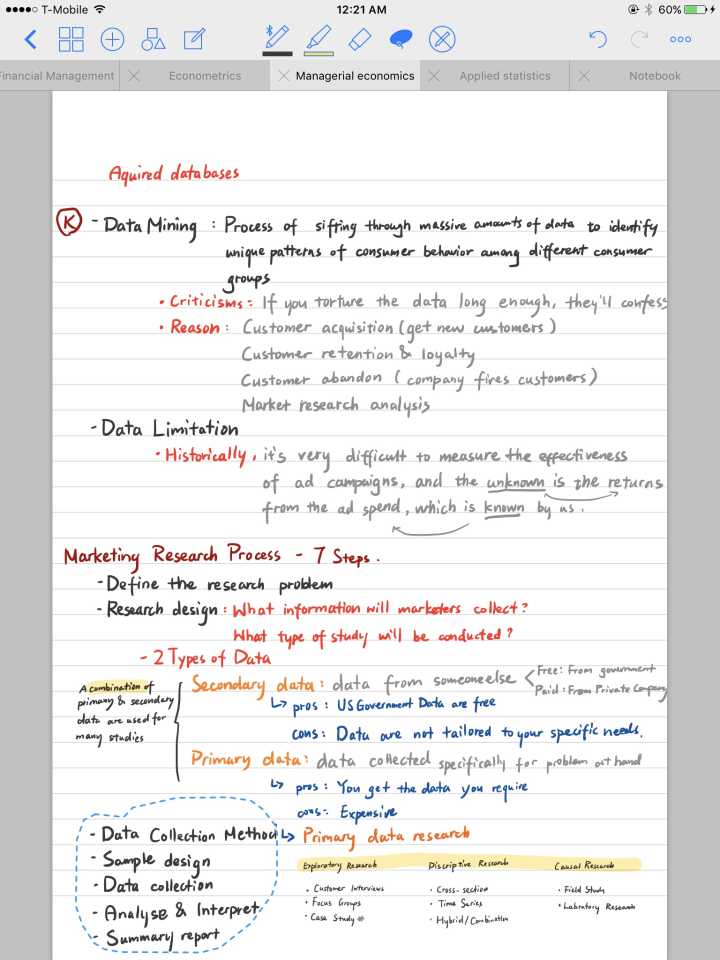 T-Mobile
12:21 AM
60%
Financial Management
Econometrics
Managerial economics
Applied statistics
Notebook
Aquired databases
K - Data Mining : Process of sifting through massive amounts of data to identify
unique patterns of consumer behavior among different consumer
groups
• Criticisms: If you torture the data long enough, they'll confess
• Reason : Customer acquisition (get new customers)
Customer retention & loyalty
Customer abandon ( company fires customers)
Market research analysis
- Data Limitation
• Historically, it's very difficult to measure the effectiveness
of ad campaigns, and the unknown is the returns
from the ad spend, which is known by us.
Marketing Research Process - 7 Steps.
- Define the research problem
- Research design : What information will marketers collect?
What type of study will be conducted?
- 2 Types of Data
Secondary data : data from someoneelse
Free: From government
Paid : From Private Company
↳ pros : US Government Data are free
cons: Data are not tailored to your specific needs.
A combination of
primary & secondary
data are used for
many studies
Primary data: data collected specifically for problem at hand
↳ pros : You get the data you require
cons: Expensive
- Data Collection Method ↳ Primary data research
- Sample design
- Data collection
- Analyse & Interpret
- Summary report
Exploratory Research
• Customer Interviews
• Focus Groups
• Case Study
Discriptive Research
• Cross-section
• Time Series
• Hybrid/Combination
Causal Research
• Field Study
• Labratory Research